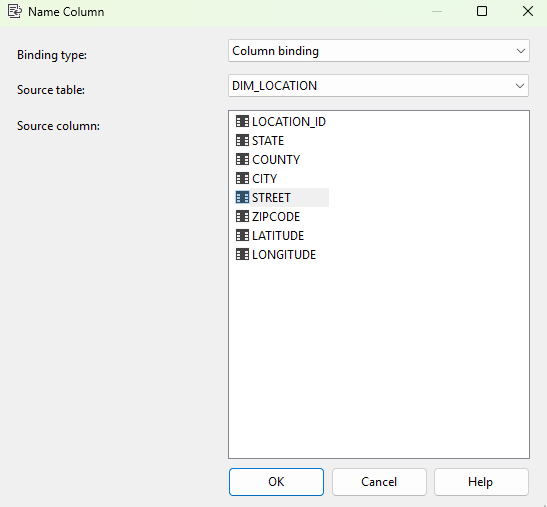 Name Column
Binding type:
Column binding
Source table:
DIM_LOCATION
Source column:
LOCATION_ID
STATE
COUNTY
CITY
STREET
ZIPCODE
LATITUDE
LONGITUDE
OK Cancel Help